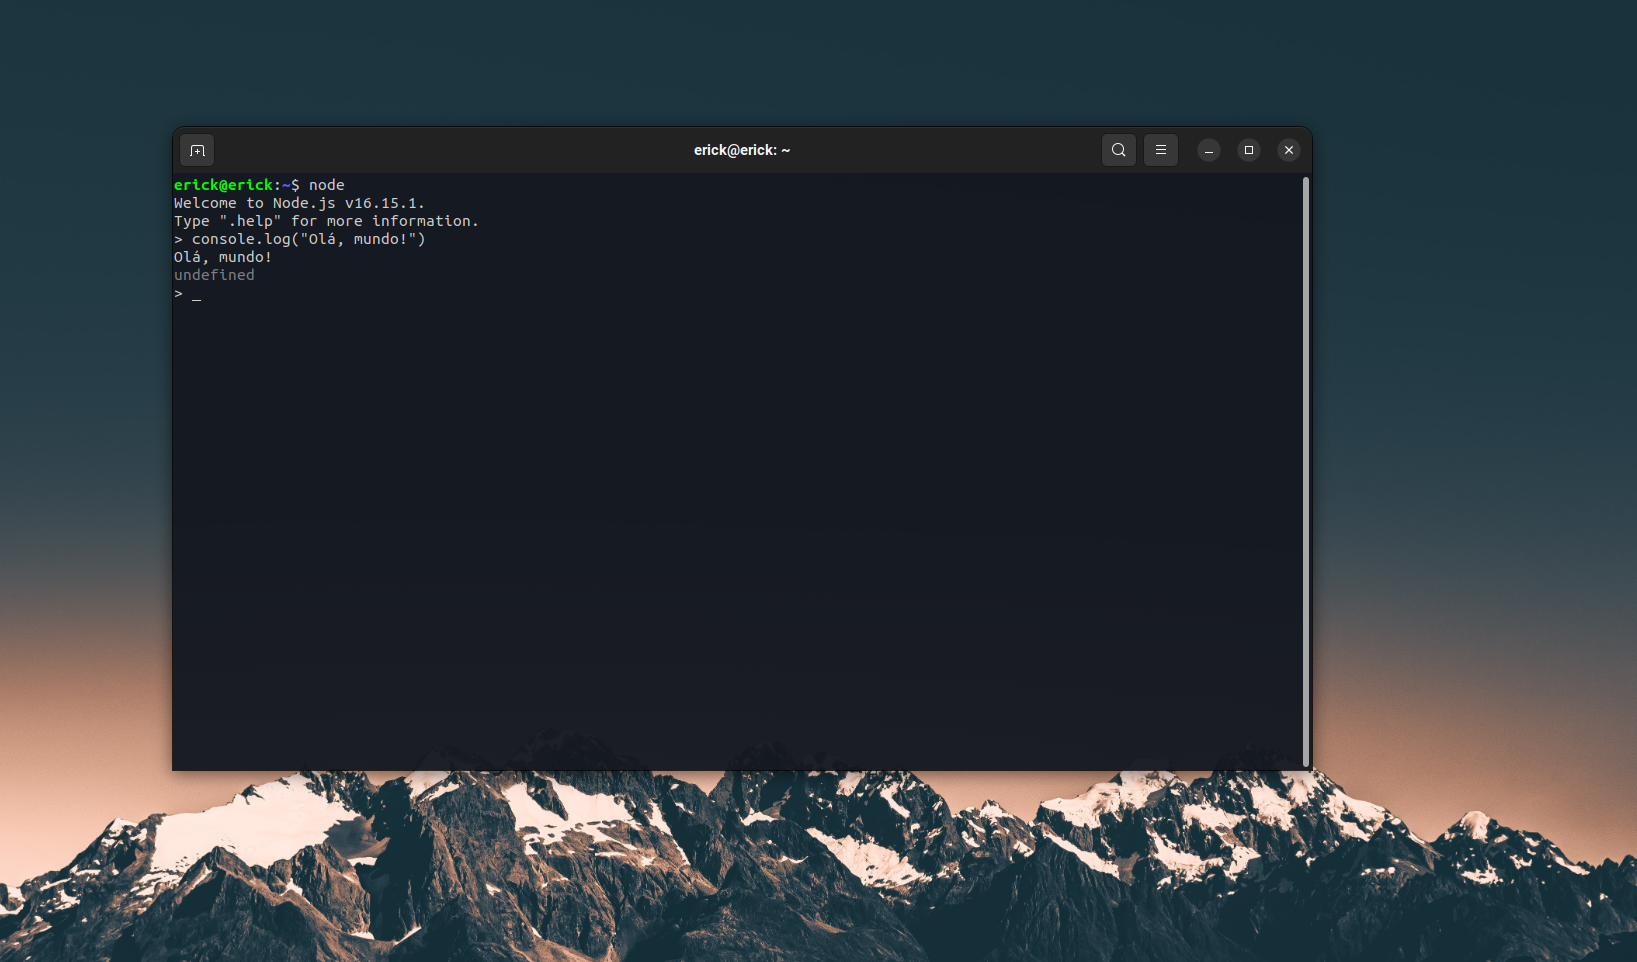 erick@erick: ~
erick@erick:~$ node
Welcome to Node.js v16.15.1.
Type ".help" for more information.
> console.log("Olá, mundo!")
Olá, mundo!
undefined
> _